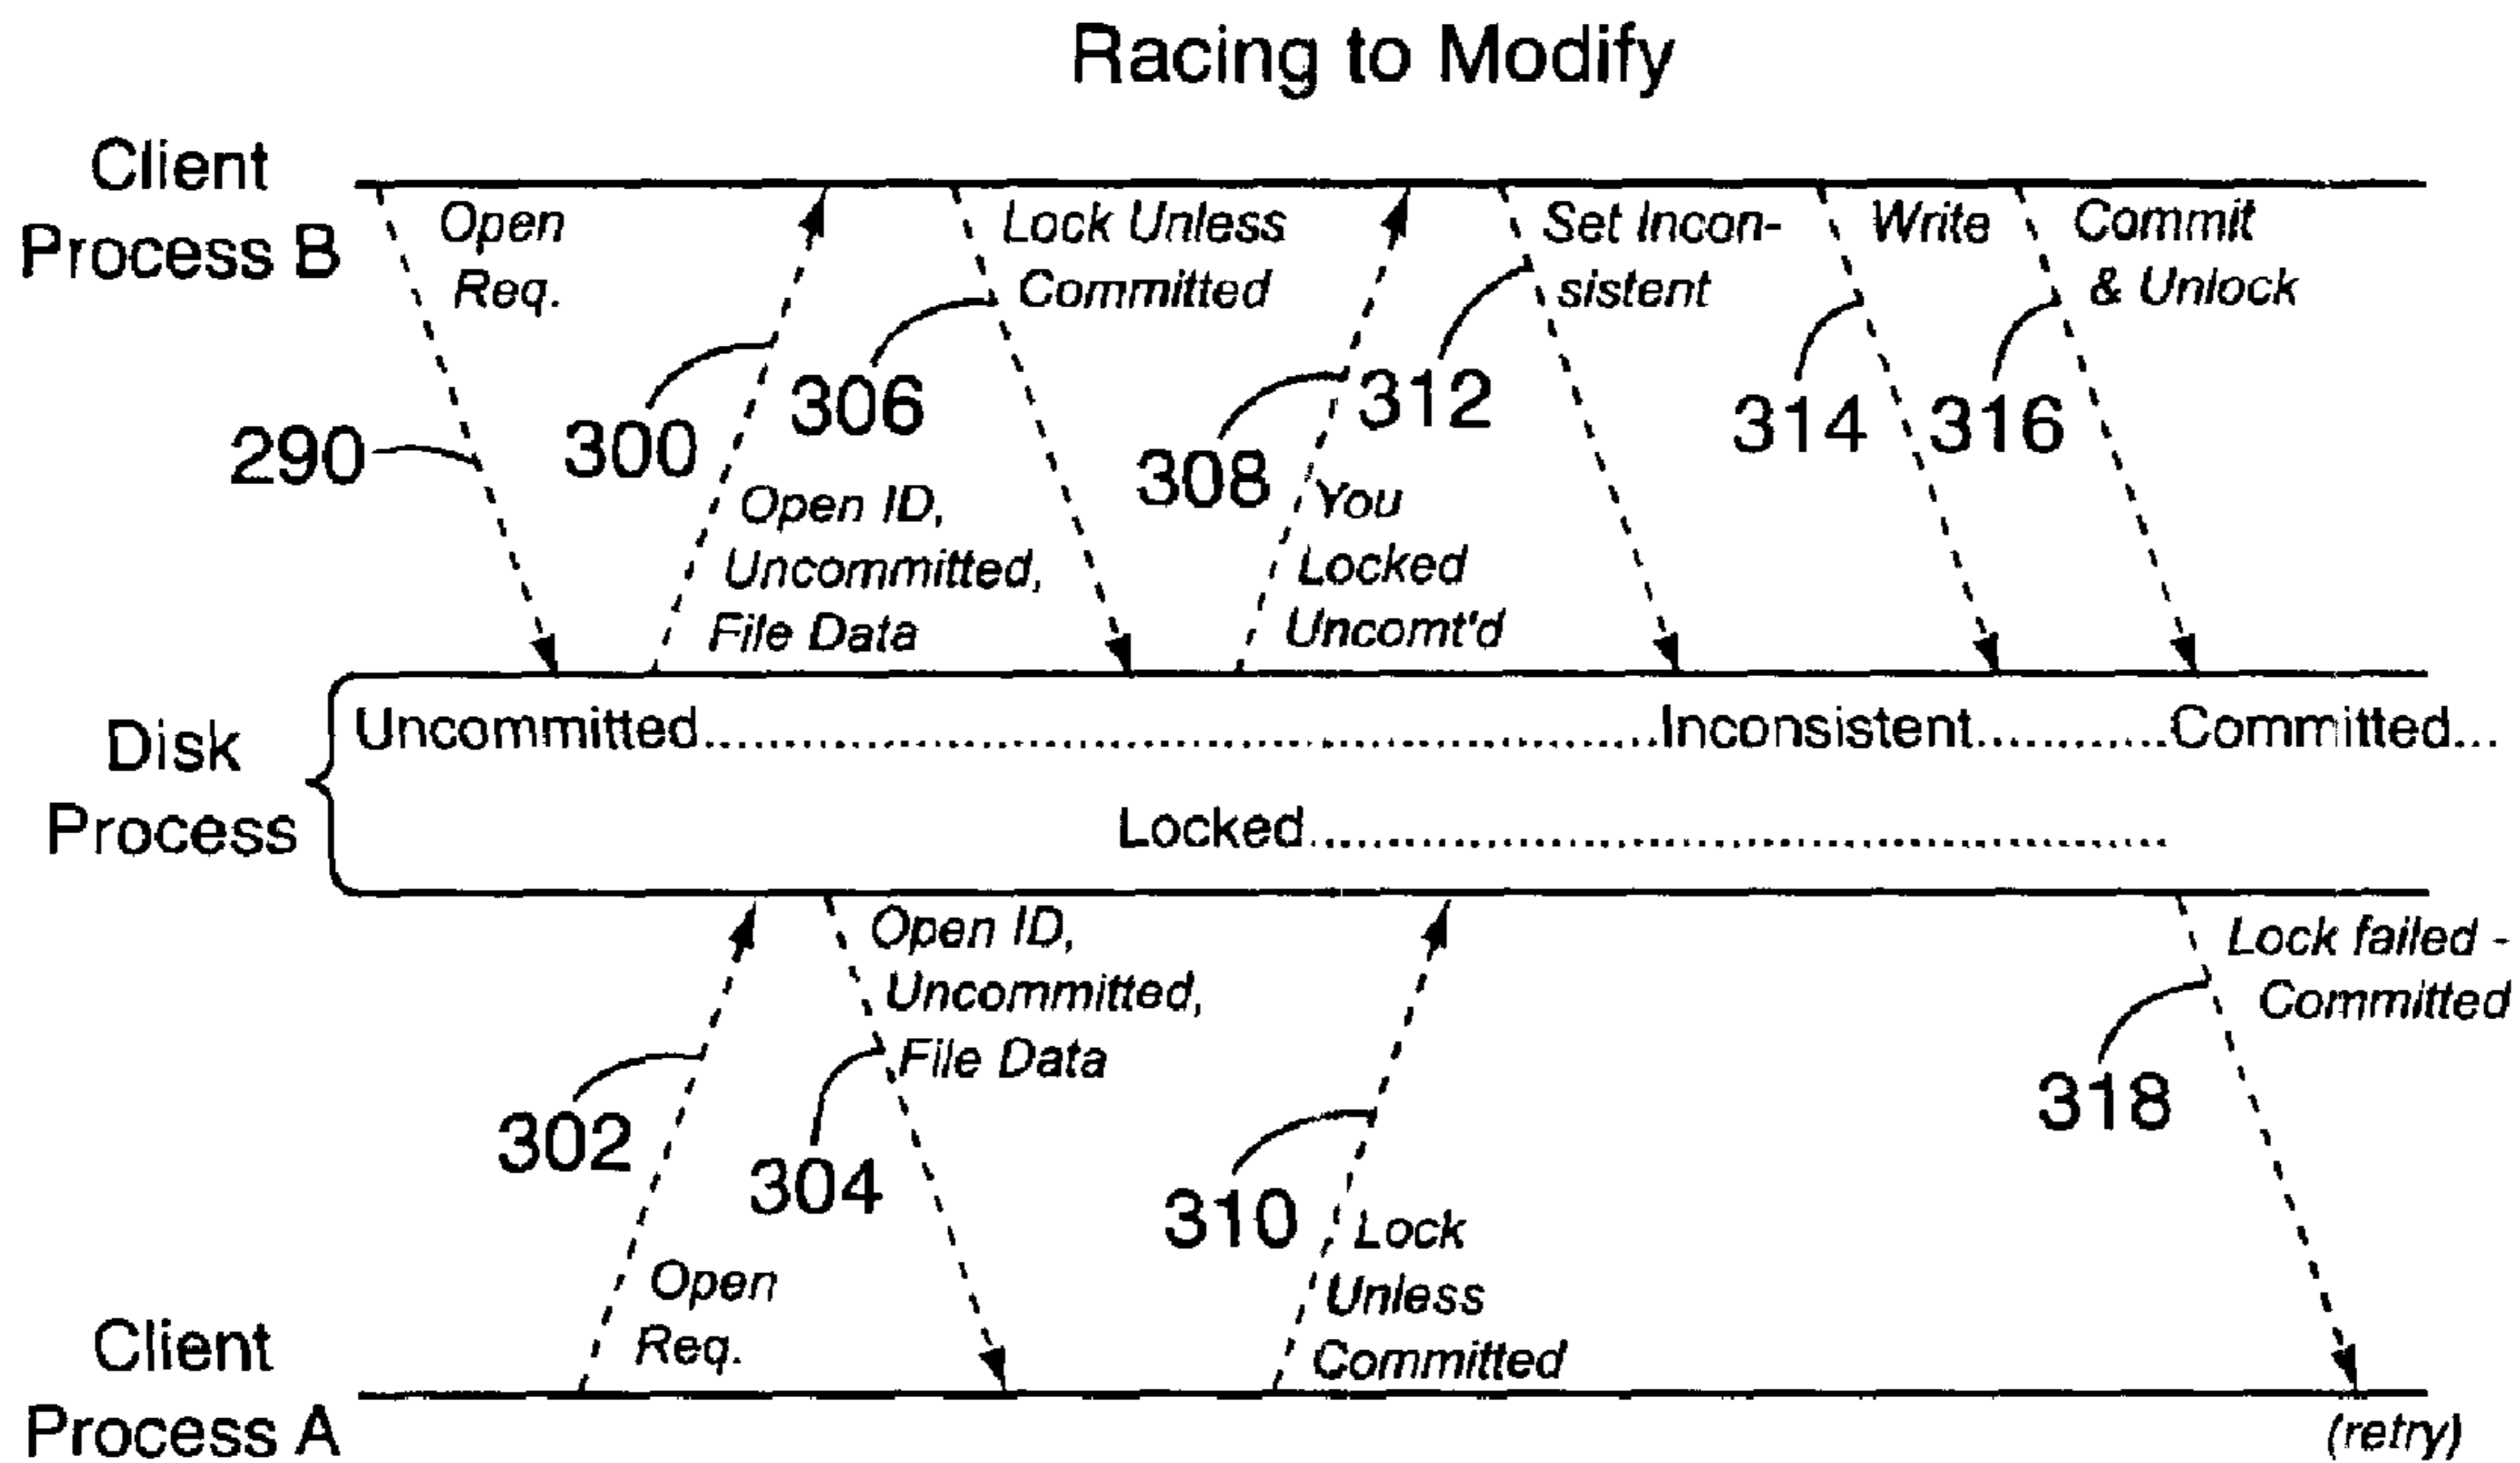 Racing to Modify
Client
Process B
Open
Req.
Lock Unless
Committed
Set Incon-
sistent
Write
Commit
& Unlock
290
300
306
308
312
314
316
Open ID,
Uncommitted,
File Data
You
Locked
Uncomt'd
Disk
Process
Uncommitted..........Inconsistent..........Committed...
Locked..........
Open ID,
Uncommitted,
File Data
Lock failed -
Committed
302
304
310
318
Open
Req.
Lock
Unless
Committed
Client
Process A
(retry)